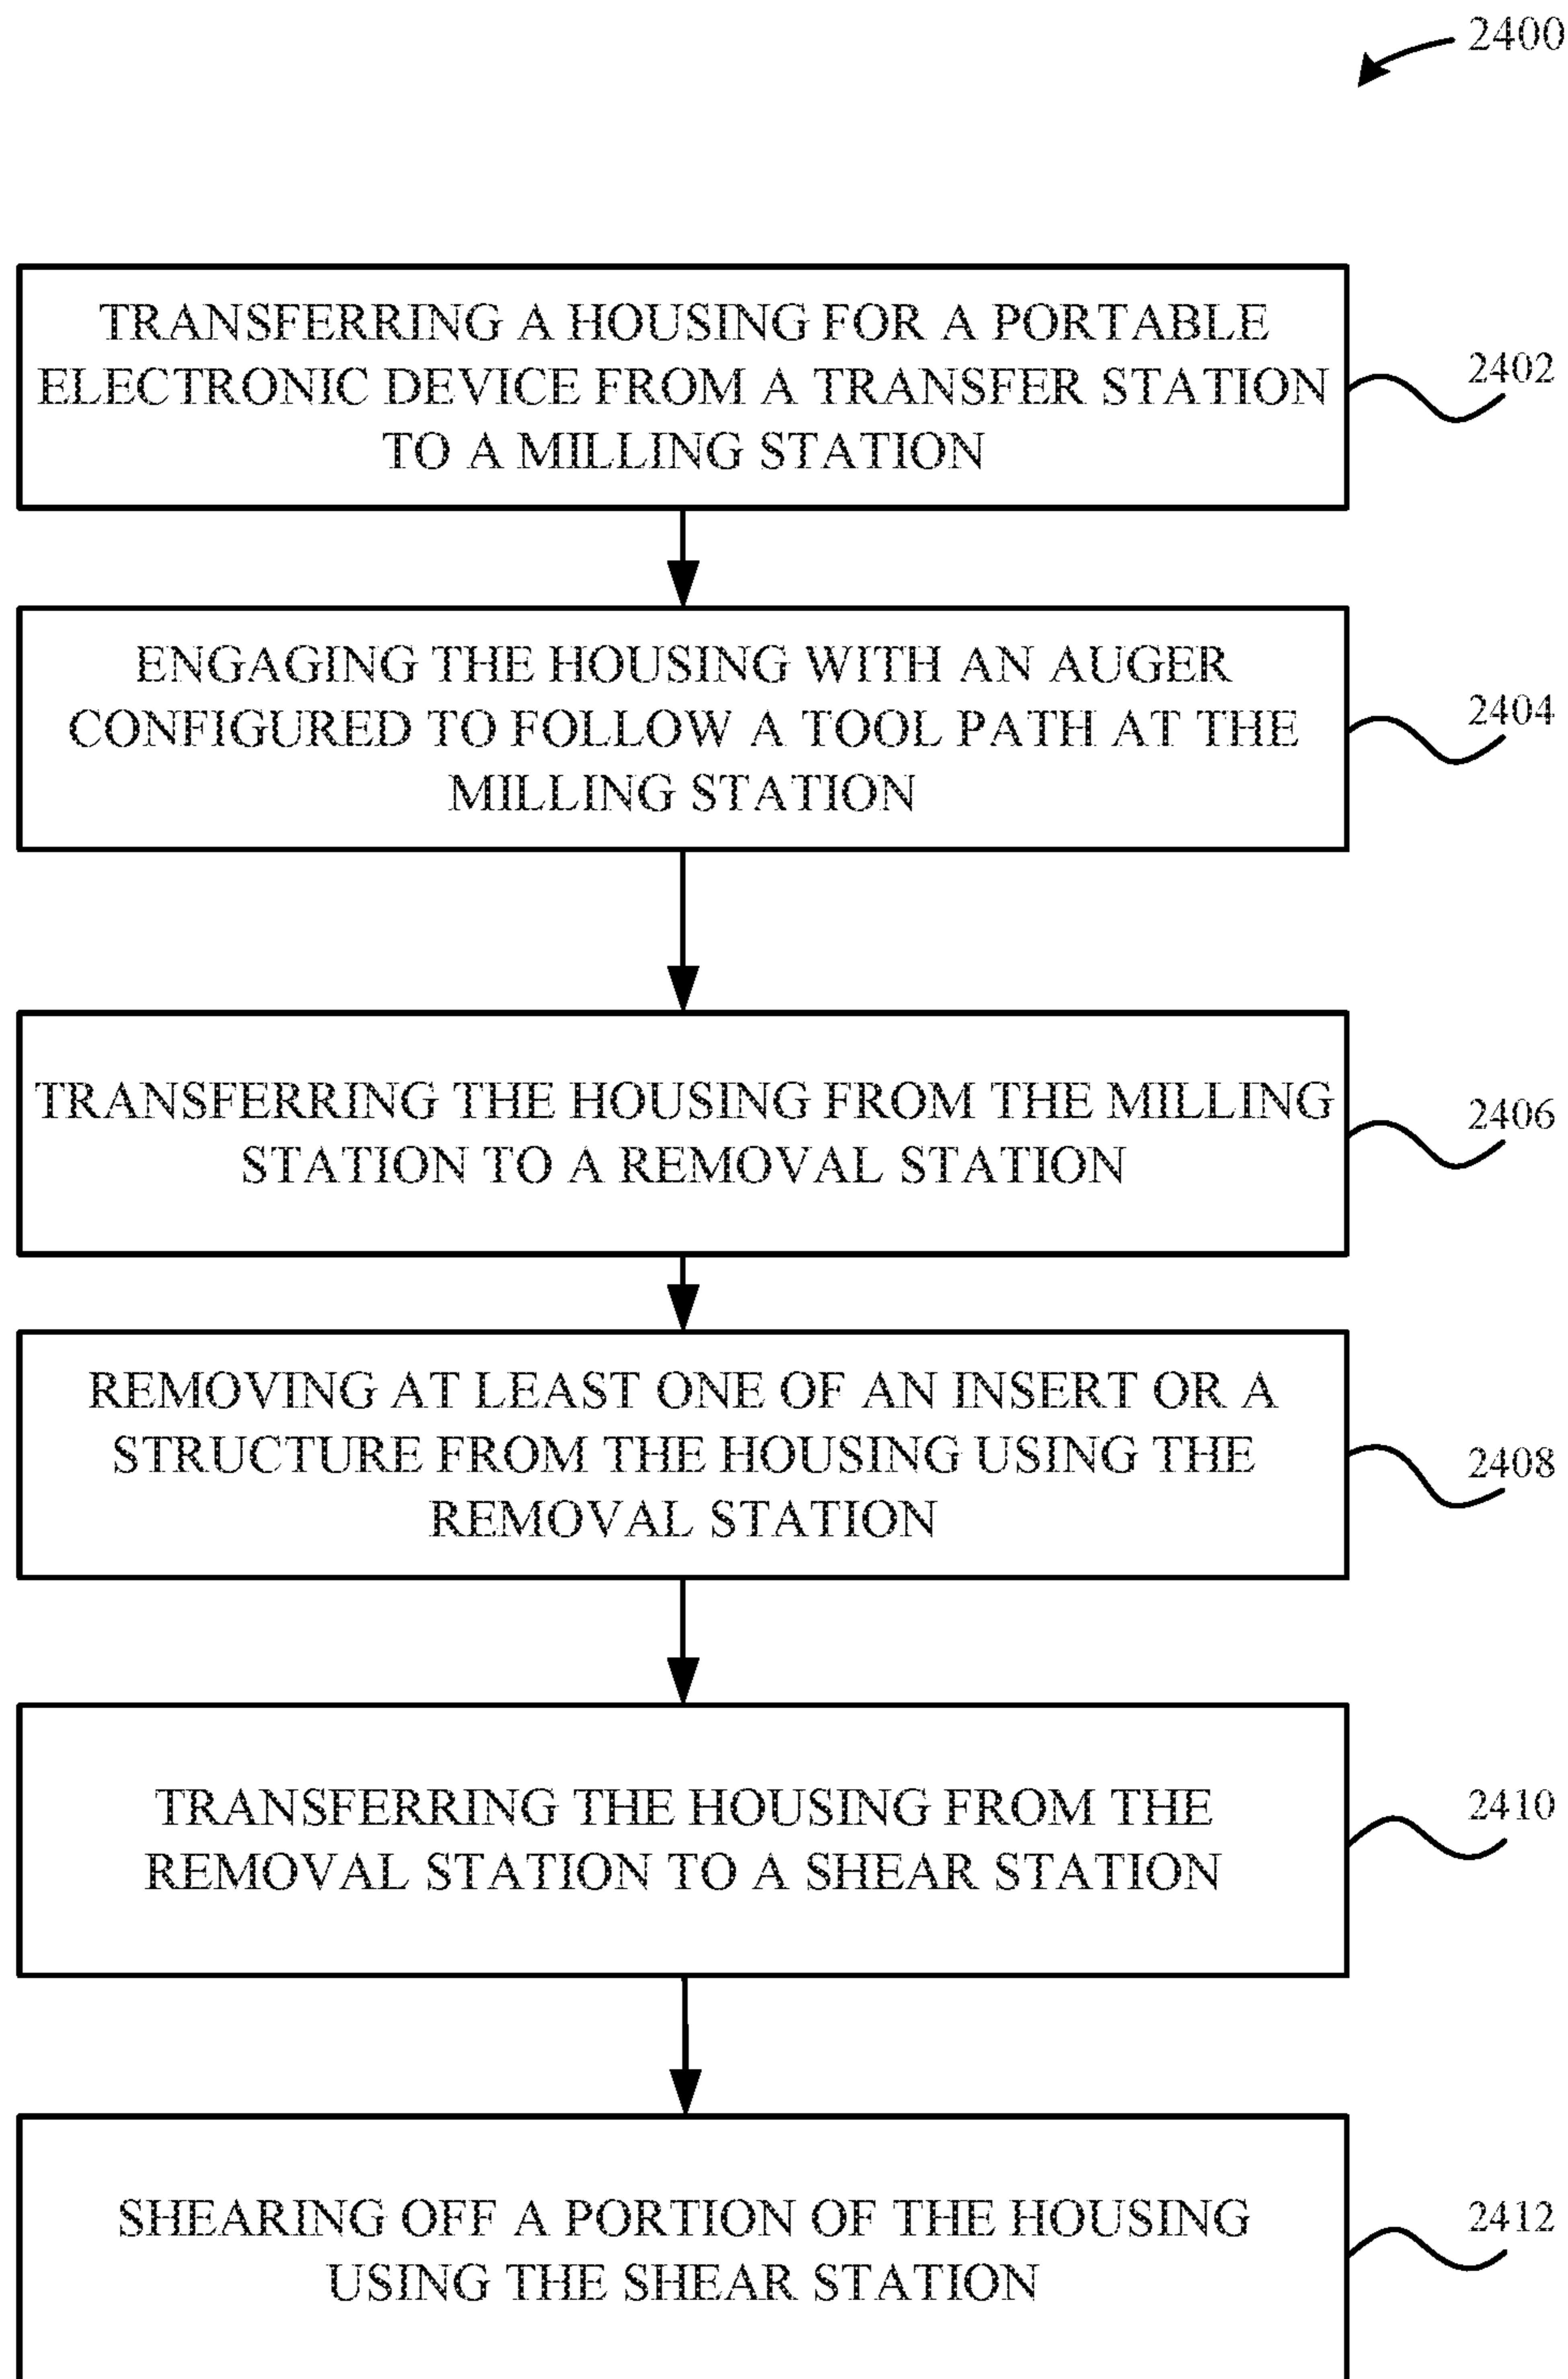 2400
TRANSFERRING A HOUSING FOR A PORTABLE
ELECTRONIC DEVICE FROM A TRANSFER STATION
TO A MILLING STATION
2402
ENGAGING THE HOUSING WITH AN AUGER
CONFIGURED TO FOLLOW A TOOL PATH AT THE
MILLING STATION
2404
TRANSFERRING THE HOUSING FROM THE MILLING
STATION TO A REMOVAL STATION
2406
REMOVING AT LEAST ONE OF AN INSERT OR A
STRUCTURE FROM THE HOUSING USING THE
REMOVAL STATION
2408
TRANSFERRING THE HOUSING FROM THE
REMOVAL STATION TO A SHEAR STATION
2410
SHEARING OFF A PORTION OF THE HOUSING
USING THE SHEAR STATION
2412